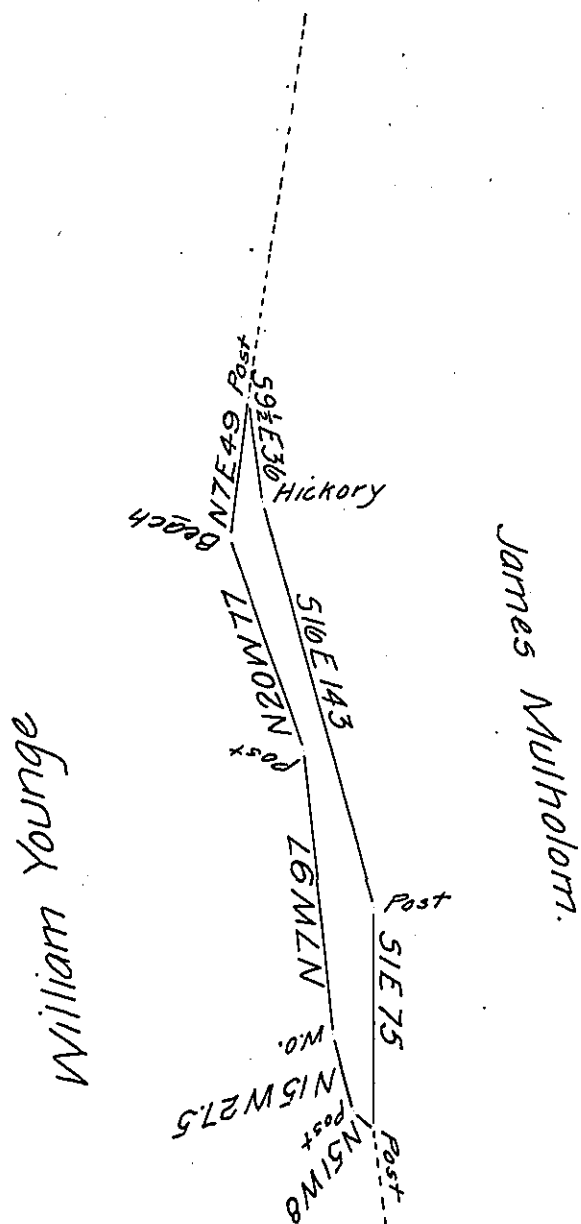 Post
S9½E36
N7E49
Hickory
Beach
S16E143
James Mulholom.
N20W77
Post
William Younge
N7W97
Post
S1E75
W.O.
N15W27.5
Post
N51W8
Post